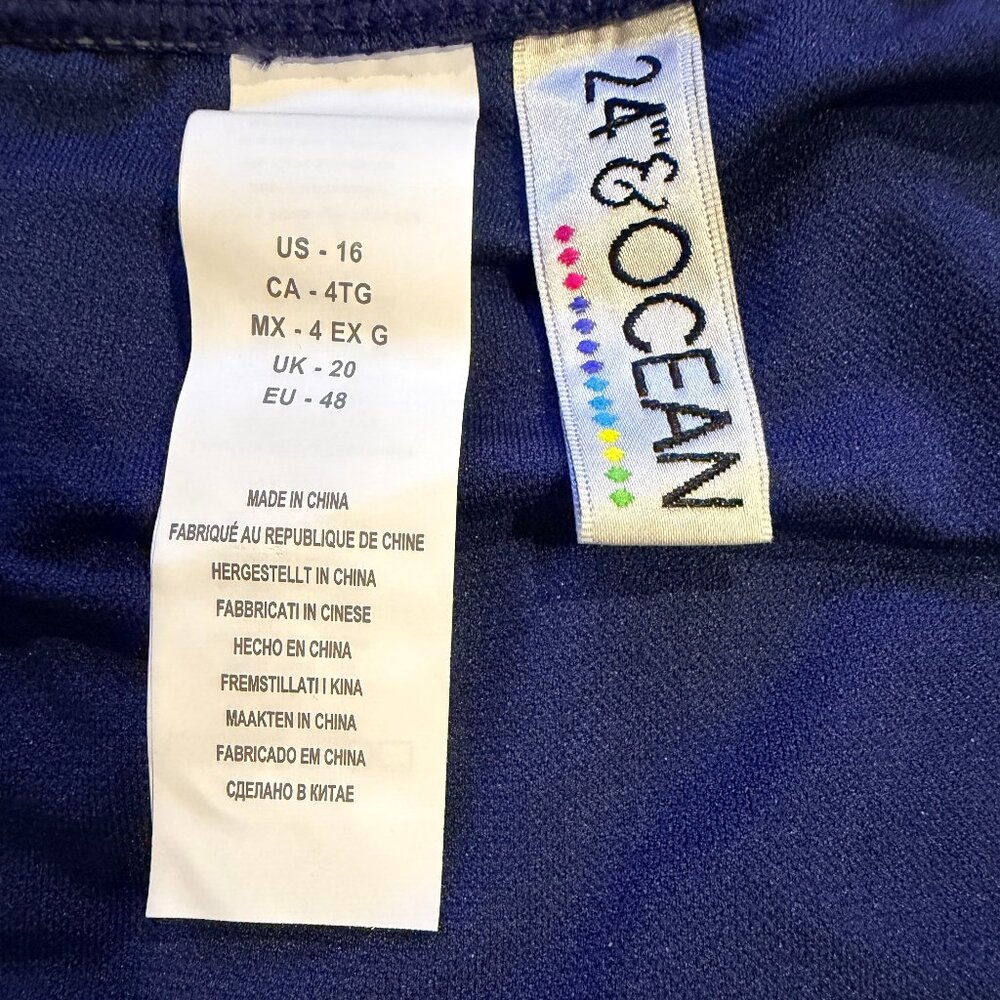 US - 16
CA - 4TG
MX - 4 EX G
UK - 20
EU - 48
MADE IN CHINA
FABRIQUÉ AU REPUBLIQUE DE CHINE
HERGESTELLT IN CHINA
FABBRICATI IN CINESE
HECHO EN CHINA
FREMSTILLATI I KINA
MAAKTEN IN CHINA
FABRICADO EM CHINA
СДЕЛАНО В КИТАЕ
24TH & OCEAN